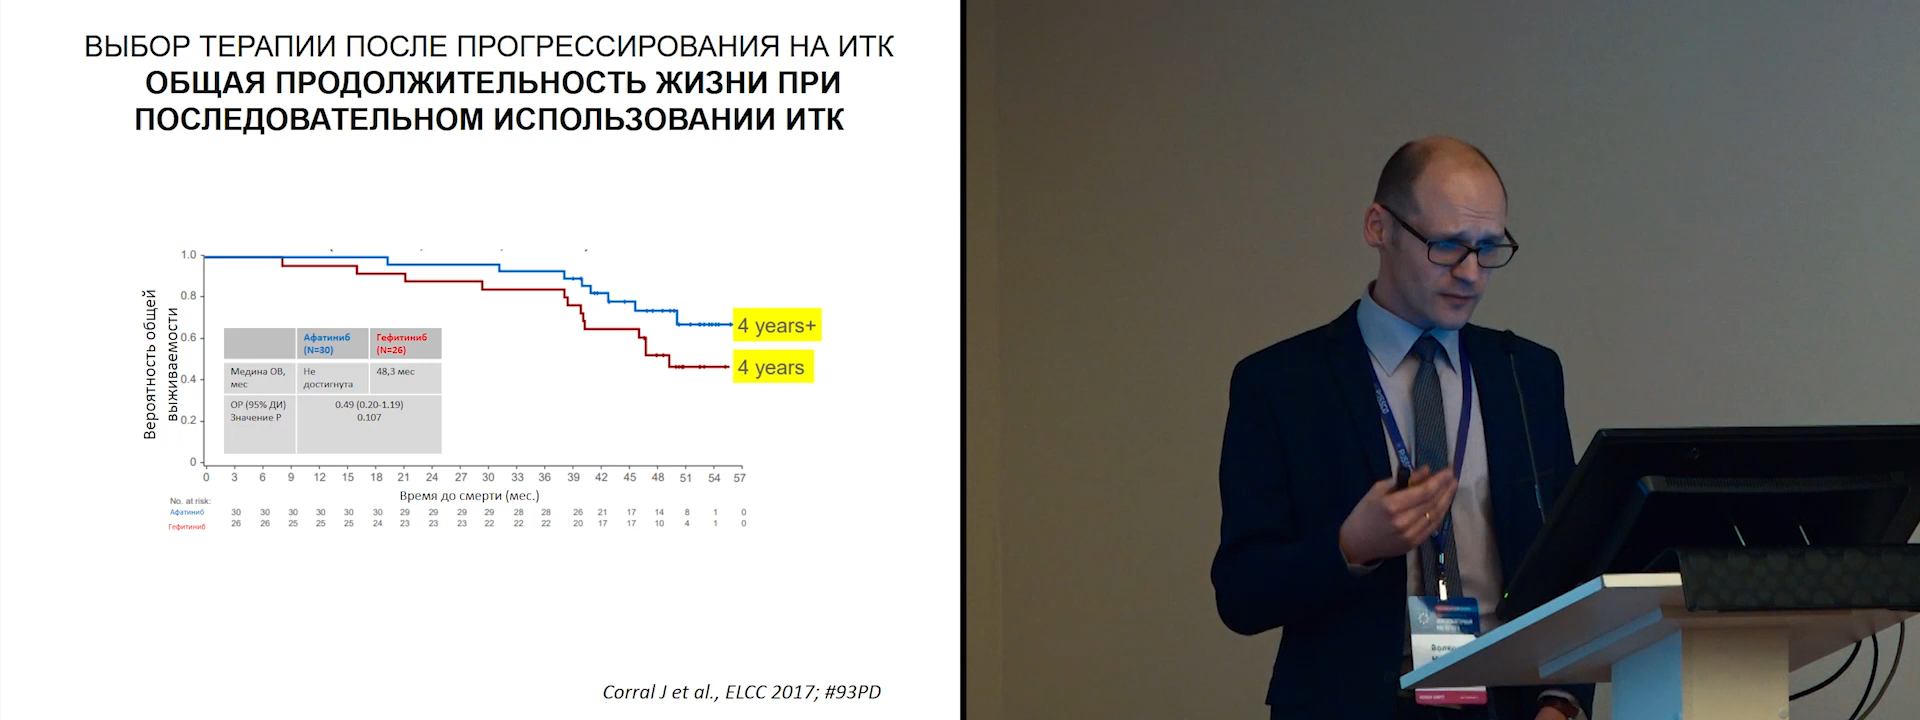 ВЫБОР ТЕРАПИИ ПОСЛЕ ПРОГРЕССИРОВАНИЯ НА ИТК
ОБЩАЯ ПРОДОЛЖИТЕЛЬНОСТЬ ЖИЗНИ ПРИ
ПОСЛЕДОВАТЕЛЬНОМ ИСПОЛЬЗОВАНИИ ИТК
Вероятность общей
выживаемости
1.0
0.8
0.6
0.4
0.2
0
Афатиниб
(N=30)
Гефитиниб
(N=26)
Медина ОВ,
мес
Не
достигнута
48,3 мес
ОР (95% ДИ)
Значение Р
0.49 (0.20-1.19)
0.107
4 years+
4 years
0 3 6 9 12 15 18 21 24 27 30 33 36 39 42 45 48 51 54 57
Время до смерти (мес.)
No. at risk:
Афатиниб 30 30 30 30 30 30 29 29 29 29 28 28 26 21 17 14 8 1 0
Гефитиниб 26 26 25 25 25 24 23 23 23 22 22 22 20 17 17 10 4 1 0
Corral J et al., ELCC 2017; #93PD